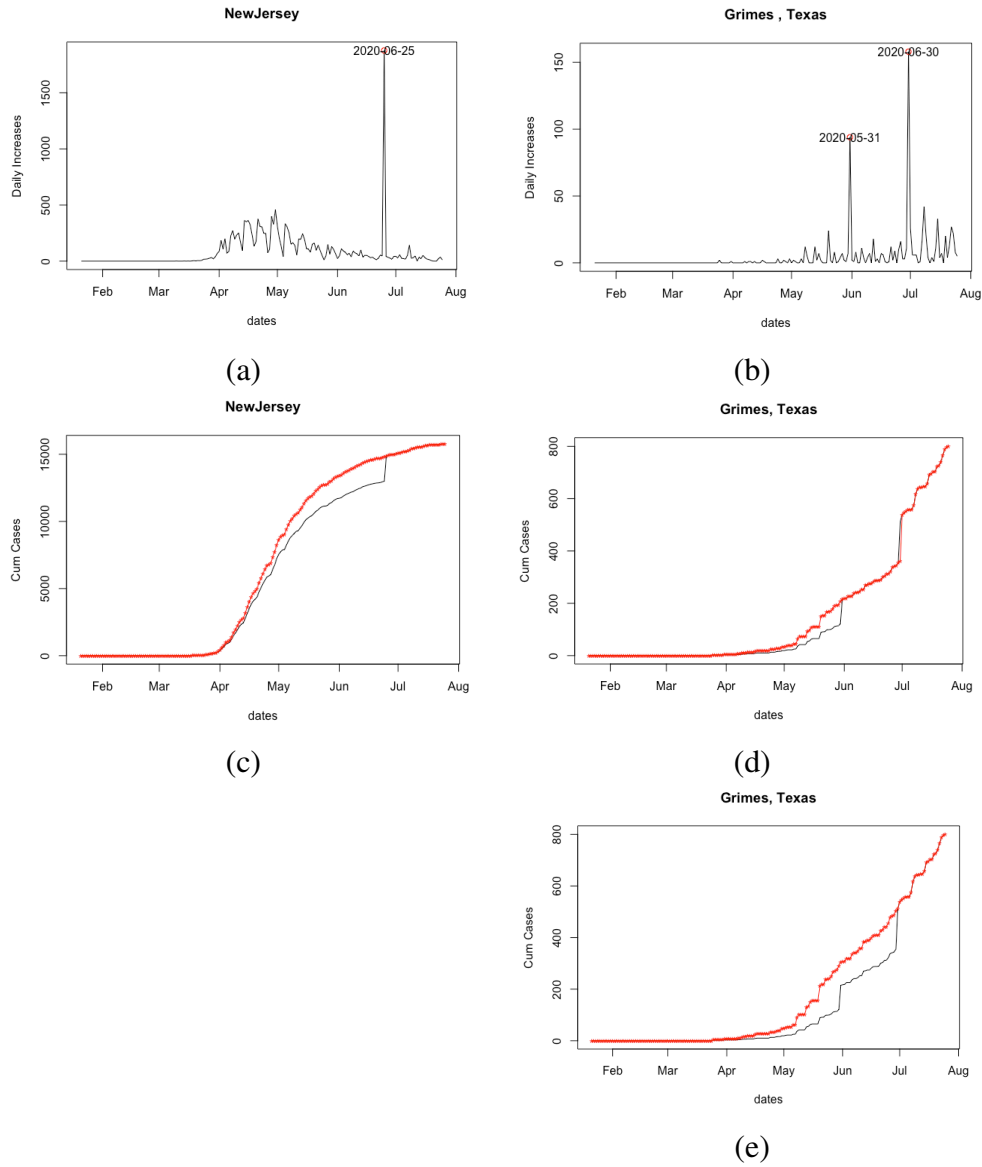 NewJersey
2020-06-25
Daily Increases
1500
1000
500
0
Feb Mar Apr May Jun Jul Aug
dates
(a)
Grimes , Texas
2020-06-30
2020-05-31
Daily Increases
150
100
50
0
Feb Mar Apr May Jun Jul Aug
dates
(b)
NewJersey
Cum Cases
15000
10000
5000
0
Feb Mar Apr May Jun Jul Aug
dates
(c)
Grimes, Texas
Cum Cases
800
600
400
200
0
Feb Mar Apr May Jun Jul Aug
dates
(d)
Grimes, Texas
Cum Cases
800
600
400
200
0
Feb Mar Apr May Jun Jul Aug
dates
(e)